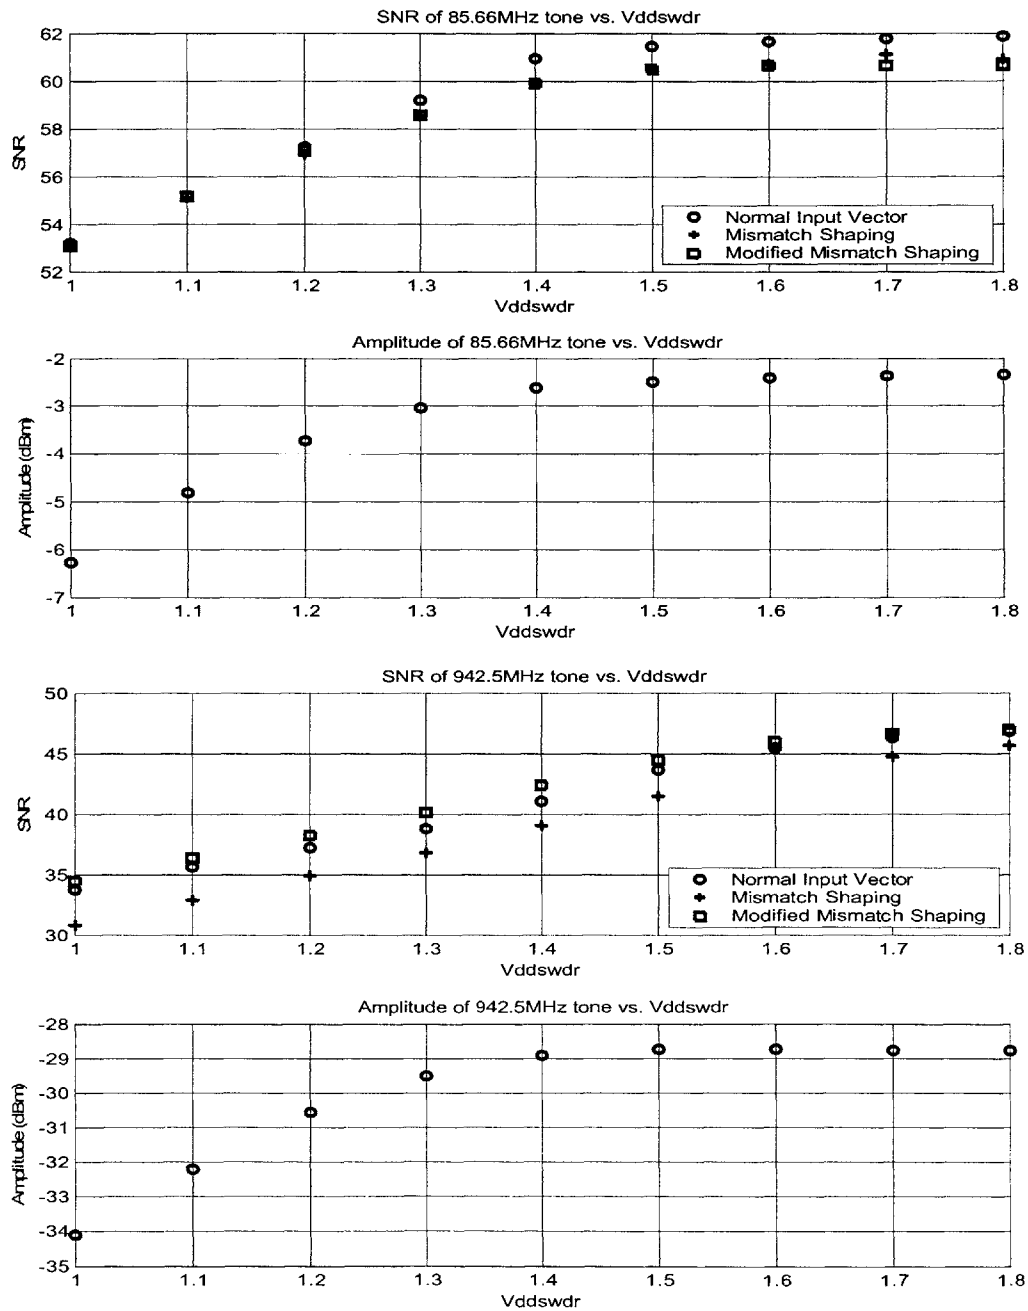 SNR of 85.66MHz tone vs. Vddswdr
62
60
58
56
54
52
SNR
Normal Input Vector
Mismatch Shaping
Modified Mismatch Shaping
1 1.1 1.2 1.3 1.4 1.5 1.6 1.7 1.8
Vddswdr
Amplitude of 85.66MHz tone vs. Vddswdr
-2
-3
-4
-5
-6
-7
Amplitude (dBm)
1 1.1 1.2 1.3 1.4 1.5 1.6 1.7 1.8
Vddswdr
SNR of 942.5MHz tone vs. Vddswdr
50
45
40
35
30
SNR
Normal Input Vector
Mismatch Shaping
Modified Mismatch Shaping
1 1.1 1.2 1.3 1.4 1.5 1.6 1.7 1.8
Vddswdr
Amplitude of 942.5MHz tone vs. Vddswdr
-28
-29
-30
-31
-32
-33
-34
-35
Amplitude (dBm)
1 1.1 1.2 1.3 1.4 1.5 1.6 1.7 1.8
Vddswdr